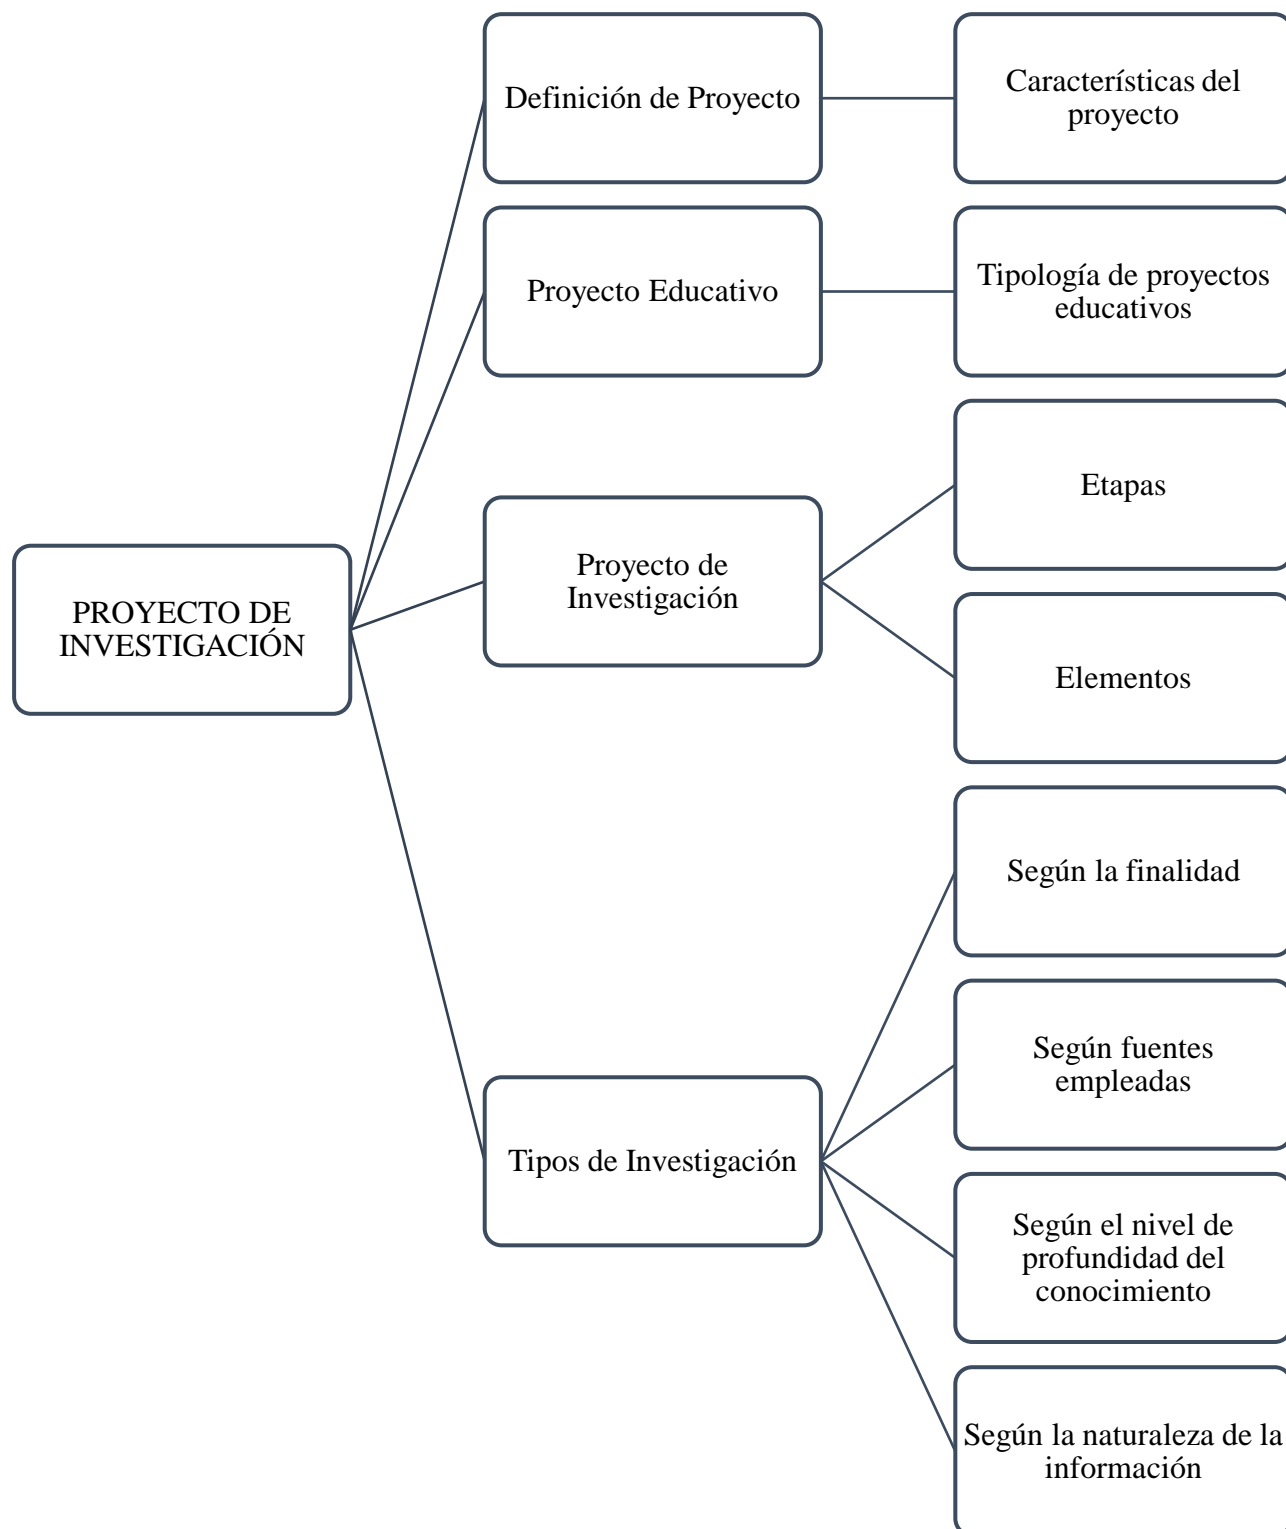 Definición de Proyecto
Características del
proyecto
Proyecto Educativo
Tipología de proyectos
educativos
PROYECTO DE
INVESTIGACIÓN
Proyecto de
Investigación
Etapas
Elementos
Tipos de Investigación
Según la finalidad
Según fuentes
empleadas
Según el nivel de
profundidad del
conocimiento
Según la naturaleza de la
información